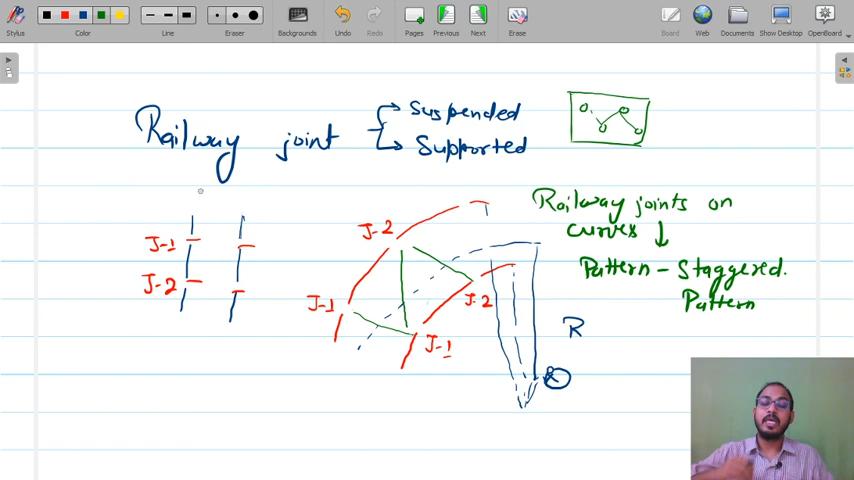 Stylus
Color
Line
Eraser
Backgrounds
Undo
Redo
Pages
Previous
Next
Erase
Board
Web
Documents
Show Desktop
OpenBoard
Railway joint
Suspended
Supported
Railway joints on
curves
Pattern - Staggered
Pattern
J-1
J-2
J-2
J-1
J-2
J-1
R